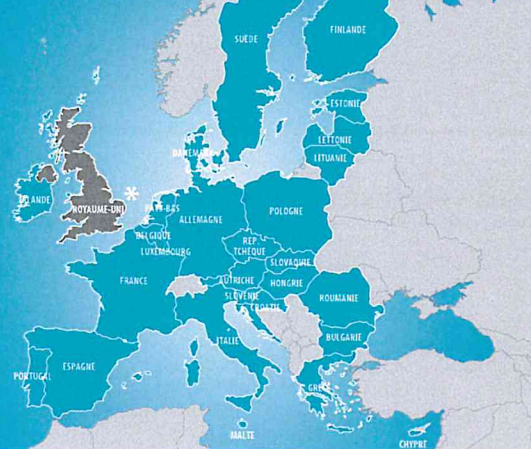 FINLANDE
SUÈDE
ESTONIE
LETTONIE
LITUANIE
DANEMARK
IRLANDE
ROYAUME-UNI
*
PAYS-BAS
ALLEMAGNE
POLOGNE
BELGIQUE
LUXEMBOURG
REP.
TCHÈQUE
SLOVAQUIE
FRANCE
AUTRICHE
HONGRIE
SLOVÉNIE
CROATIE
ROUMANIE
ITALIE
BULGARIE
PORTUGAL
ESPAGNE
MALTE
CHYPRE